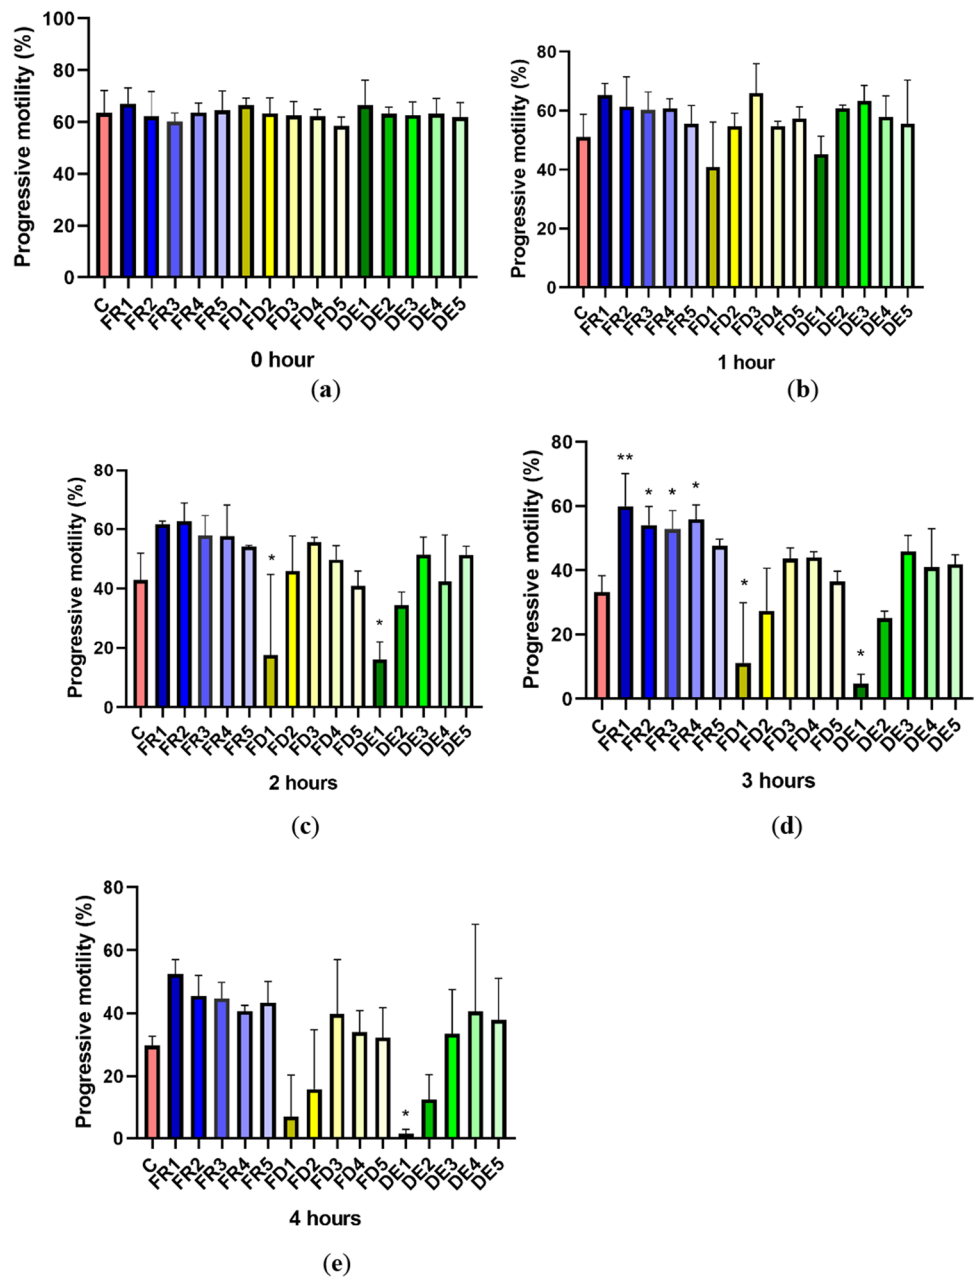 Progressive motility (%)
100
80
60
40
20
0
C FR1 FR2 FR3 FR4 FR5 FD1 FD2 FD3 FD4 FD5 DE1 DE2 DE3 DE4 DE5
0 hour
(a)
Progressive motility (%)
80
60
40
20
0
C FR1 FR2 FR3 FR4 FR5 FD1 FD2 FD3 FD4 FD5 DE1 DE2 DE3 DE4 DE5
1 hour
(b)
Progressive motility (%)
80
60
40
20
0
* *
C FR1 FR2 FR3 FR4 FR5 FD1 FD2 FD3 FD4 FD5 DE1 DE2 DE3 DE4 DE5
2 hours
(c)
Progressive motility (%)
80
60
40
20
0
** * * * * *
C FR1 FR2 FR3 FR4 FR5 FD1 FD2 FD3 FD4 FD5 DE1 DE2 DE3 DE4 DE5
3 hours
(d)
Progressive motility (%)
80
60
40
20
0
*
C FR1 FR2 FR3 FR4 FR5 FD1 FD2 FD3 FD4 FD5 DE1 DE2 DE3 DE4 DE5
4 hours
(e)